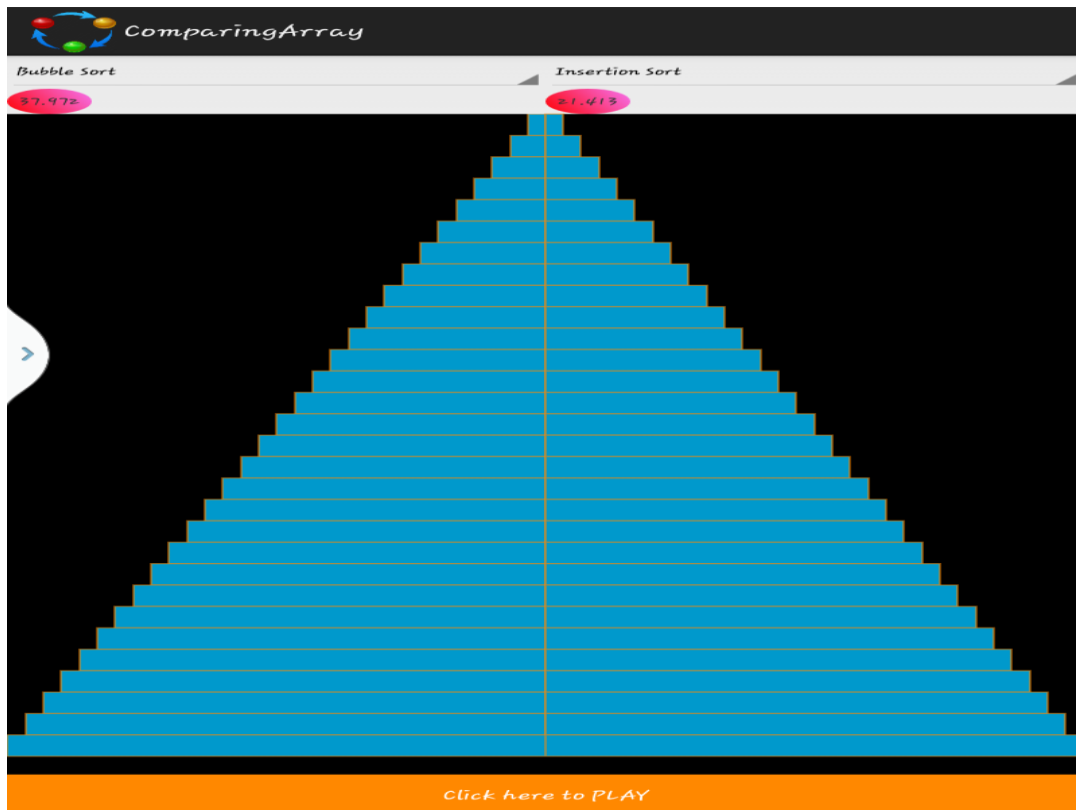 ComparingArray
Bubble Sort
Insertion Sort
37.972
21.413
Click here to PLAY